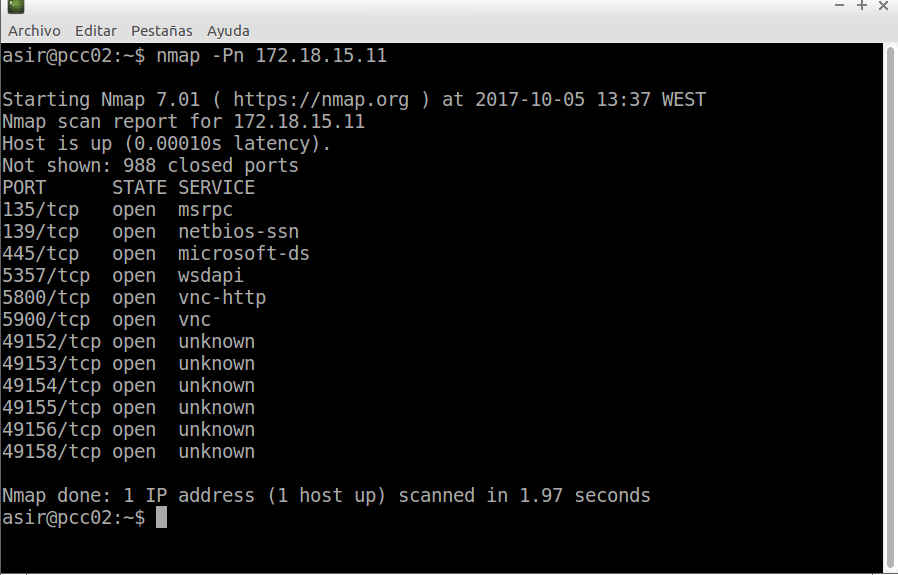 Archivo Editar Pestañas Ayuda
asir@pcc02:~$ nmap -Pn 172.18.15.11
Starting Nmap 7.01 ( https://nmap.org ) at 2017-10-05 13:37 WEST
Nmap scan report for 172.18.15.11
Host is up (0.00010s latency).
Not shown: 988 closed ports
PORT      STATE SERVICE
135/tcp   open  msrpc
139/tcp   open  netbios-ssn
445/tcp   open  microsoft-ds
5357/tcp  open  wsdapi
5800/tcp  open  vnc-http
5900/tcp  open  vnc
49152/tcp open  unknown
49153/tcp open  unknown
49154/tcp open  unknown
49155/tcp open  unknown
49156/tcp open  unknown
49158/tcp open  unknown
Nmap done: 1 IP address (1 host up) scanned in 1.97 seconds
asir@pcc02:~$